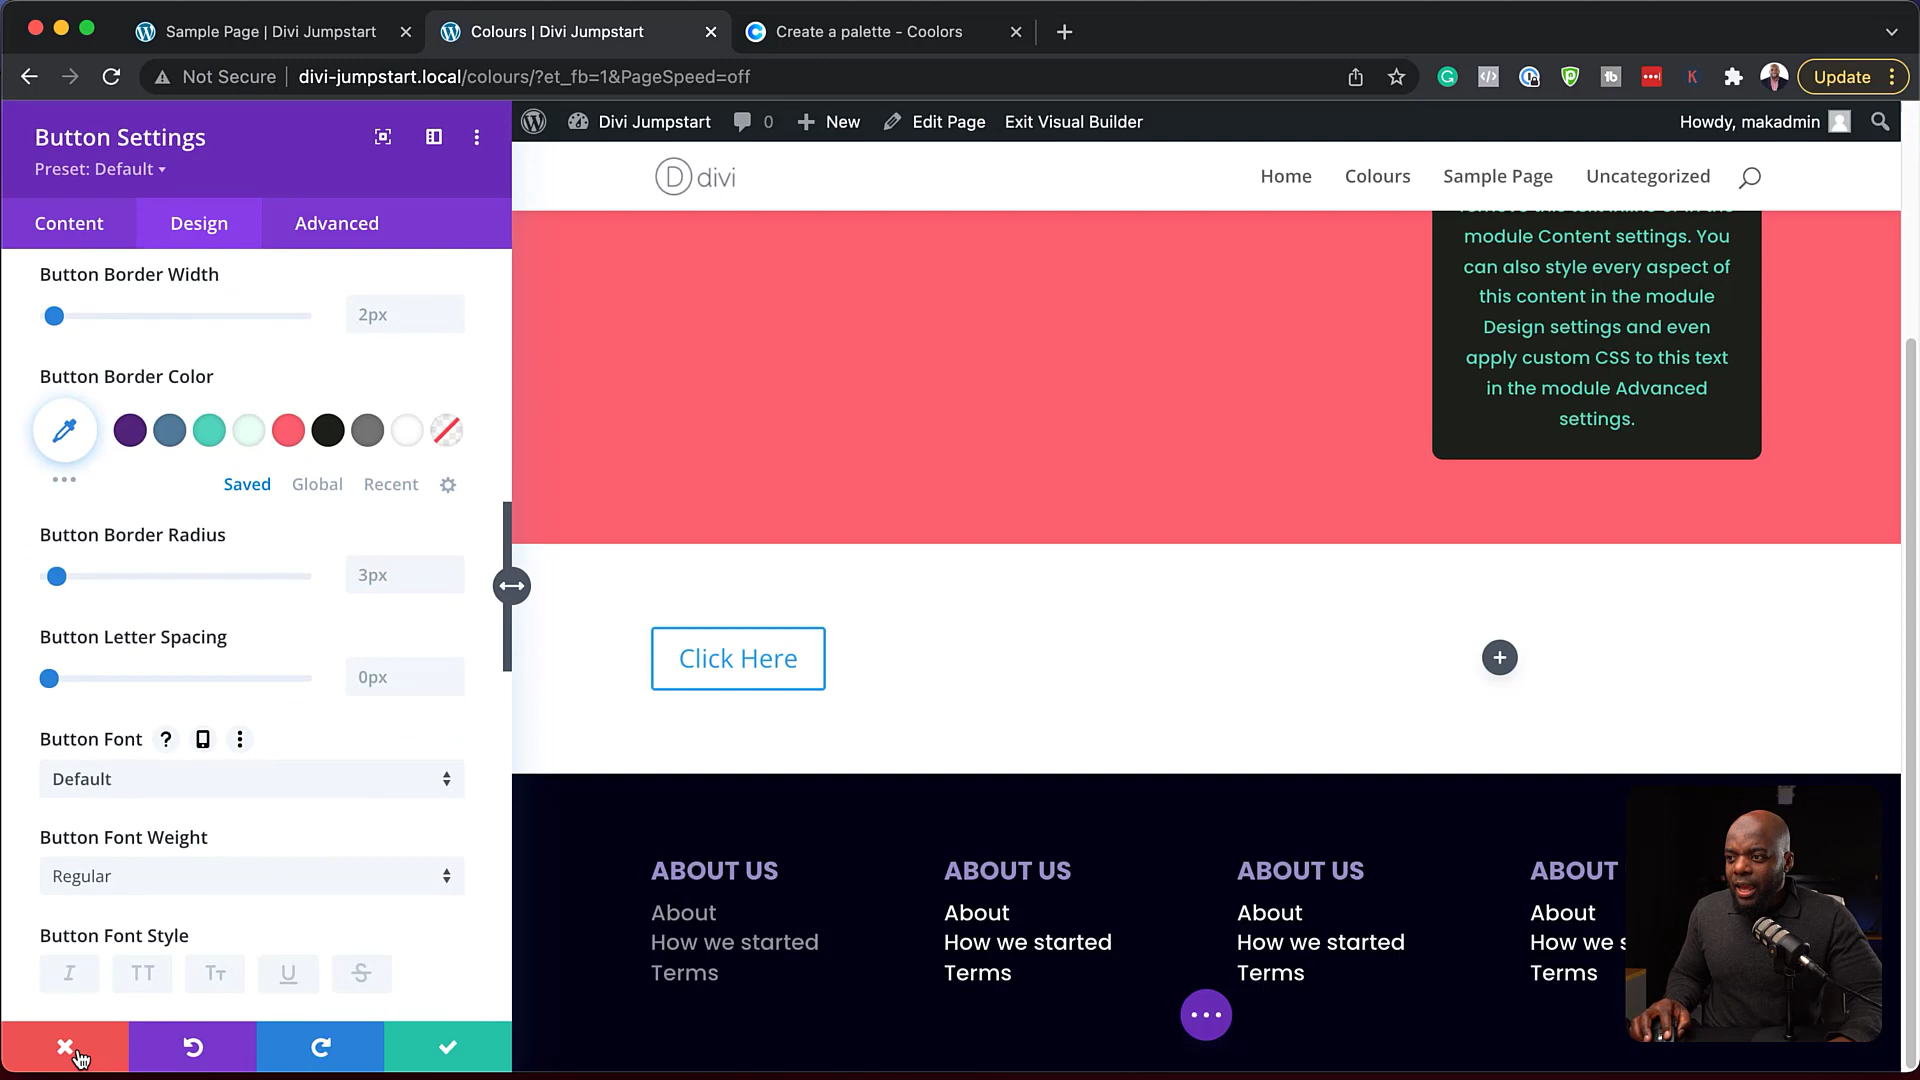 Sample Page | Divi Jumpstart
Colours | Divi Jumpstart
Create a palette - Coolors
Not Secure
divi-jumpstart.local/colours/?et_fb=1&PageSpeed=off
Update
Button Settings
Preset: Default
Content
Design
Advanced
Button Border Width
2px
Button Border Color
Saved
Global
Recent
Button Border Radius
3px
Button Letter Spacing
0px
Button Font
Default
Button Font Weight
Regular
Button Font Style
Divi Jumpstart
0
New
Edit Page
Exit Visual Builder
Howdy, makadmin
divi
Home
Colours
Sample Page
Uncategorized
module Content settings. You
can also style every aspect of
this content in the module
Design settings and even
apply custom CSS to this text
in the module Advanced
settings.
Click Here
ABOUT US
About
How we started
Terms
ABOUT US
About
How we started
Terms
ABOUT US
About
How we started
Terms
ABOUT
About
How we s
Terms